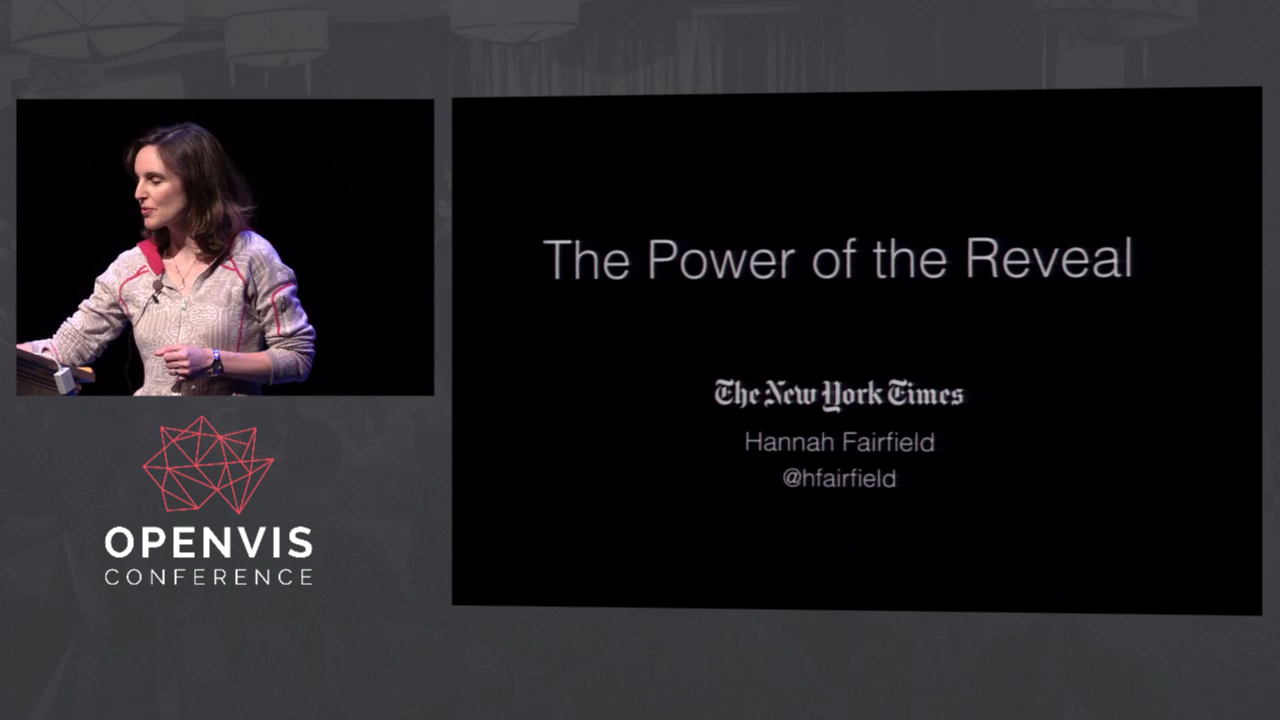 The Power of the Reveal
The New York Times
Hannah Fairfield
@hfairfield
OPENVIS
CONFERENCE